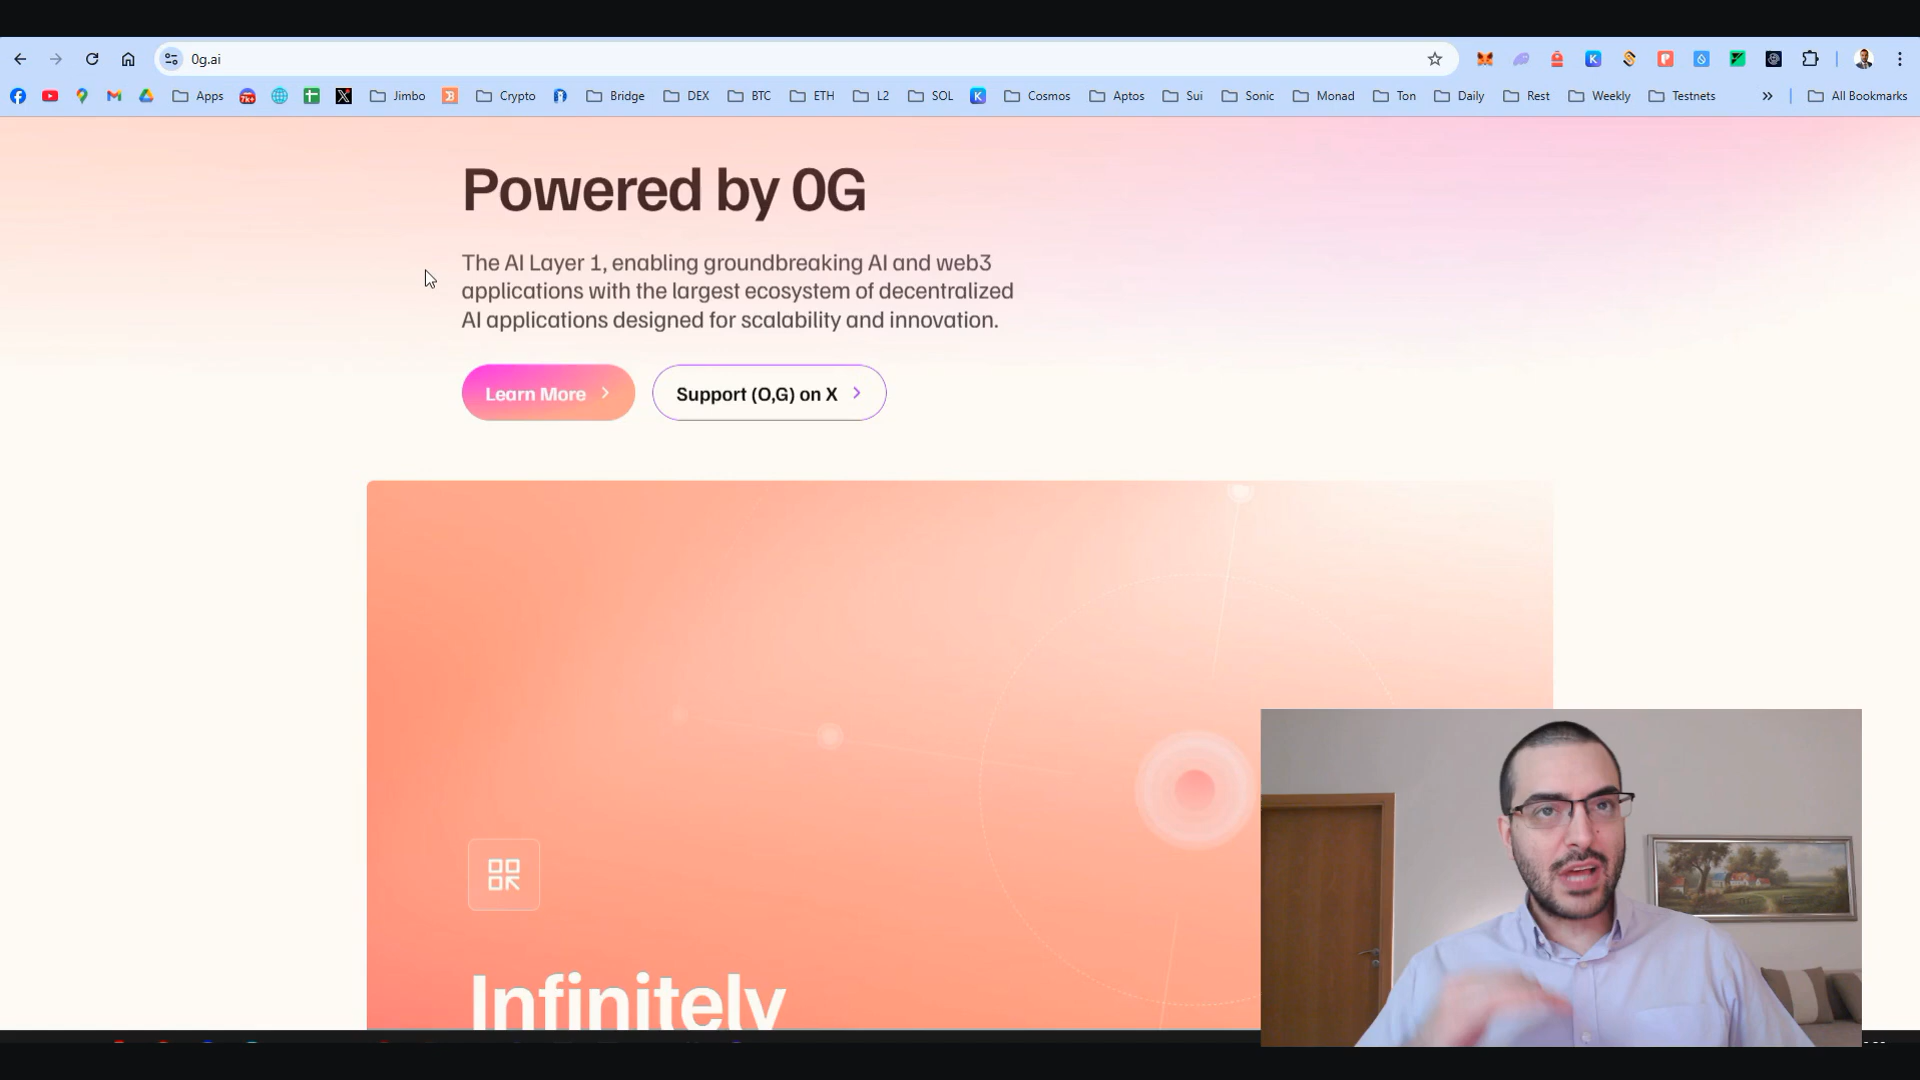 0g.ai
Apps
7k+
Jimbo
Crypto
Bridge
DEX
BTC
ETH
L2
SOL
K
Cosmos
Aptos
Sui
Sonic
Monad
Ton
Daily
Rest
Weekly
Testnets
All Bookmarks
Powered by 0G
The AI Layer 1, enabling groundbreaking AI and web3
applications with the largest ecosystem of decentralized
AI applications designed for scalability and innovation.
Learn More
Support (0,G) on X
Infinitely